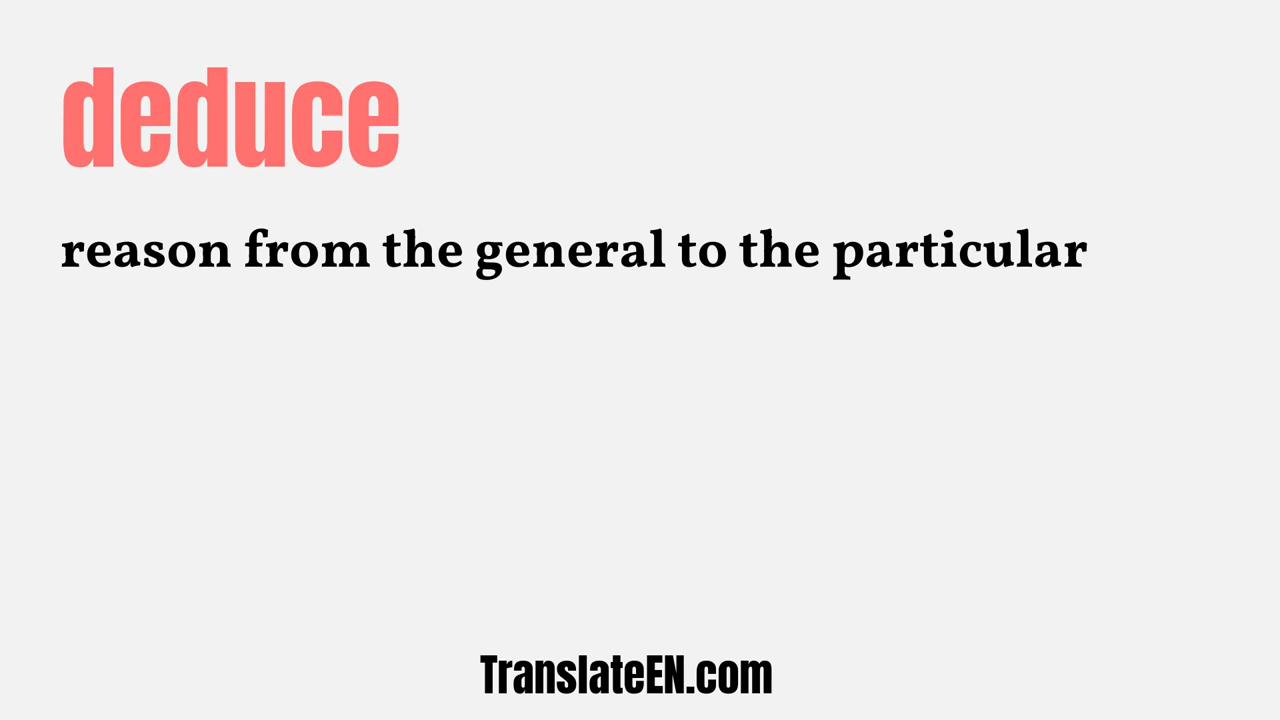 deduce
reason from the general to the particular
TranslateEN.com